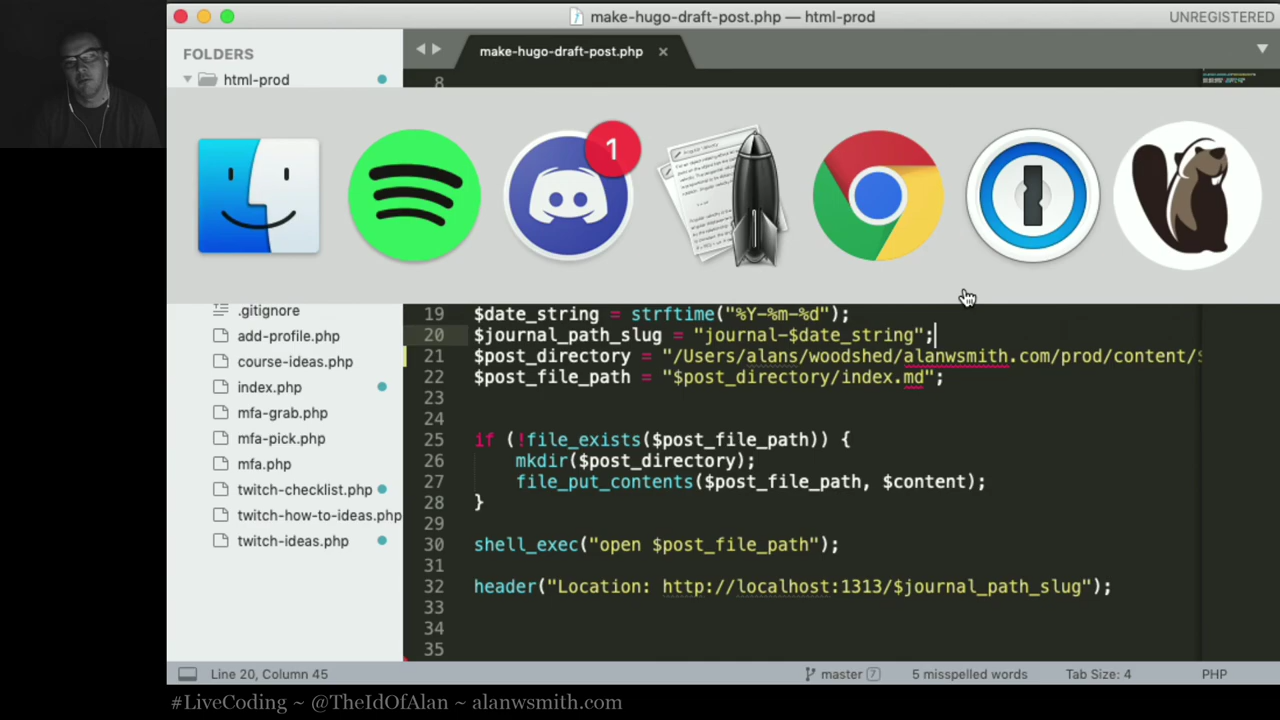 make-hugo-draft-post.php — html-prod
UNREGISTERED
FOLDERS
html-prod
make-hugo-draft-post.php
8
1
.gitignore
add-profile.php
course-ideas.php
index.php
mfa-grab.php
mfa-pick.php
mfa.php
twitch-checklist.php
twitch-how-to-ideas.php
twitch-ideas.php
19 $date_string = strftime("%Y-%m-%d");
20 $journal_path_slug = "journal-$date_string";
21 $post_directory = "/Users/alans/woodshed/alanwsmith.com/prod/content/
22 $post_file_path = "$post_directory/index.md";
23
24
25 if (!file_exists($post_file_path)) {
26 mkdir($post_directory);
27 file_put_contents($post_file_path, $content);
28 }
29
30 shell_exec("open $post_file_path");
31
32 header("Location: http://localhost:1313/$journal_path_slug");
33
34
35
Line 20, Column 45
master 7
5 misspelled words
Tab Size: 4
PHP
#LiveCoding ~ @TheIdOfAlan ~ alanwsmith.com